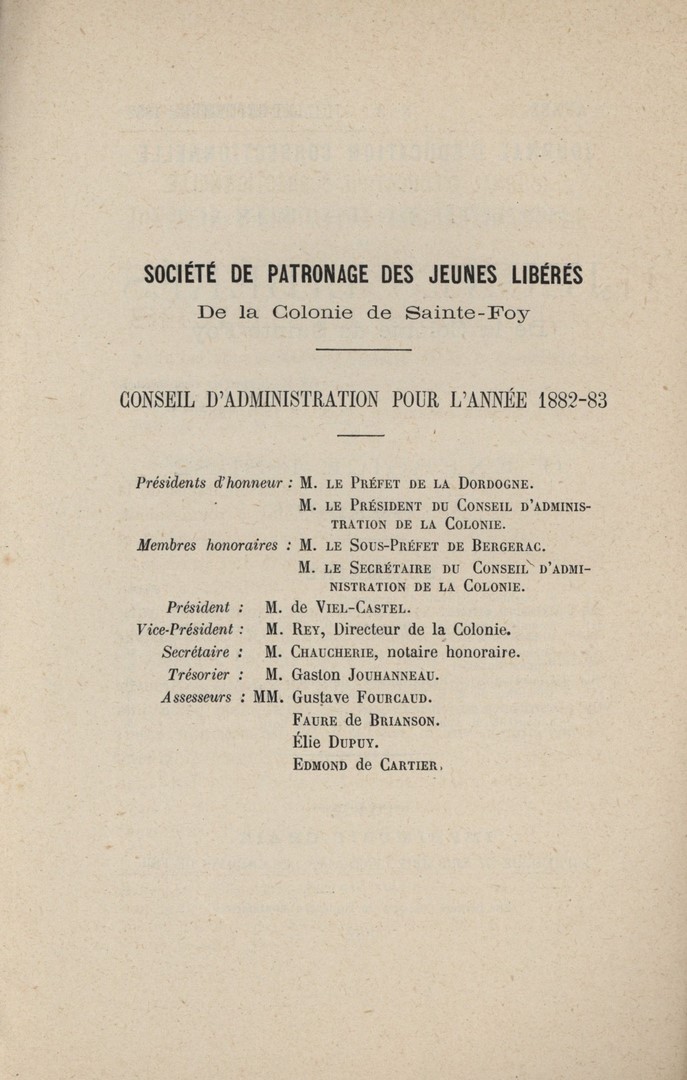 SOCIÉTÉ DE PATRONAGE DES JEUNES LIBÉRÉS
De la Colonie de Sainte-Foy
CONSEIL D'ADMINISTRATION POUR L'ANNÉE 1882-83
Présidents d'honneur : M. LE PRÉFET DE LA DORDOGNE.
M. LE PRÉSIDENT DU CONSEIL D'ADMINIS-
TRATION DE LA COLONIE.
Membres honoraires : M. LE SOUS-PRÉFET DE BERGERAC.
M. LE SECRÉTAIRE DU CONSEIL D'ADMI-
NISTRATION DE LA COLONIE.
Président : M. de VIEL-CASTEL.
Vice-Président : M. REY, Directeur de la Colonie.
Secrétaire : M. CHAUCHERIE, notaire honoraire.
Trésorier : M. Gaston JOUHANNEAU.
Assesseurs : MM. Gustave FOURCAUD.
FAURE de BRIANSON.
Élie DUPUY.
EDMOND de CARTIER.